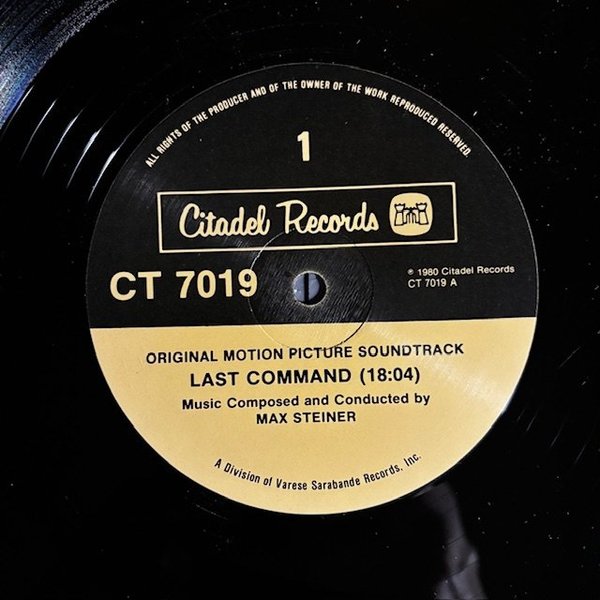 ALL RIGHTS OF THE PRODUCER AND OF THE OWNER OF THE WORK REPRODUCED RESERVED.
1
Citadel Records
CT 7019
℗ 1980 Citadel Records
CT 7019 A
ORIGINAL MOTION PICTURE SOUNDTRACK
LAST COMMAND (18:04)
Music Composed and Conducted by
MAX STEINER
A Division of Varese Sarabande Records, Inc.